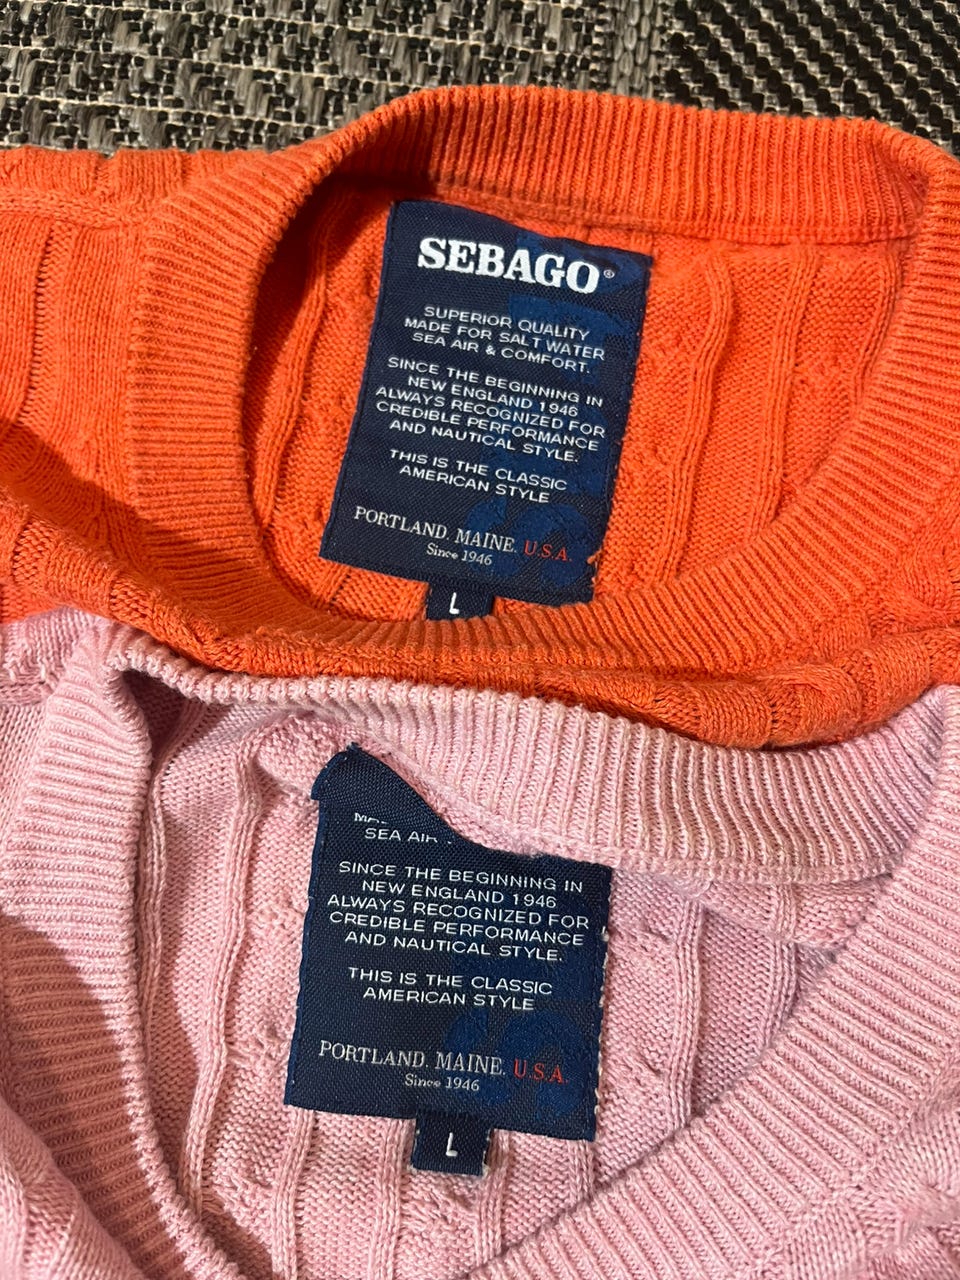 SEBAGO®
SUPERIOR QUALITY
MADE FOR SALT WATER
SEA AIR & COMFORT.
SINCE THE BEGINNING IN
NEW ENGLAND 1946
ALWAYS RECOGNIZED FOR
CREDIBLE PERFORMANCE
AND NAUTICAL STYLE.
THIS IS THE CLASSIC
AMERICAN STYLE
PORTLAND. MAINE. U.S.A.
Since 1946
L
SEA AIR
SINCE THE BEGINNING IN
NEW ENGLAND 1946
ALWAYS RECOGNIZED FOR
CREDIBLE PERFORMANCE
AND NAUTICAL STYLE.
THIS IS THE CLASSIC
AMERICAN STYLE
PORTLAND. MAINE. U.S.A.
Since 1946
L